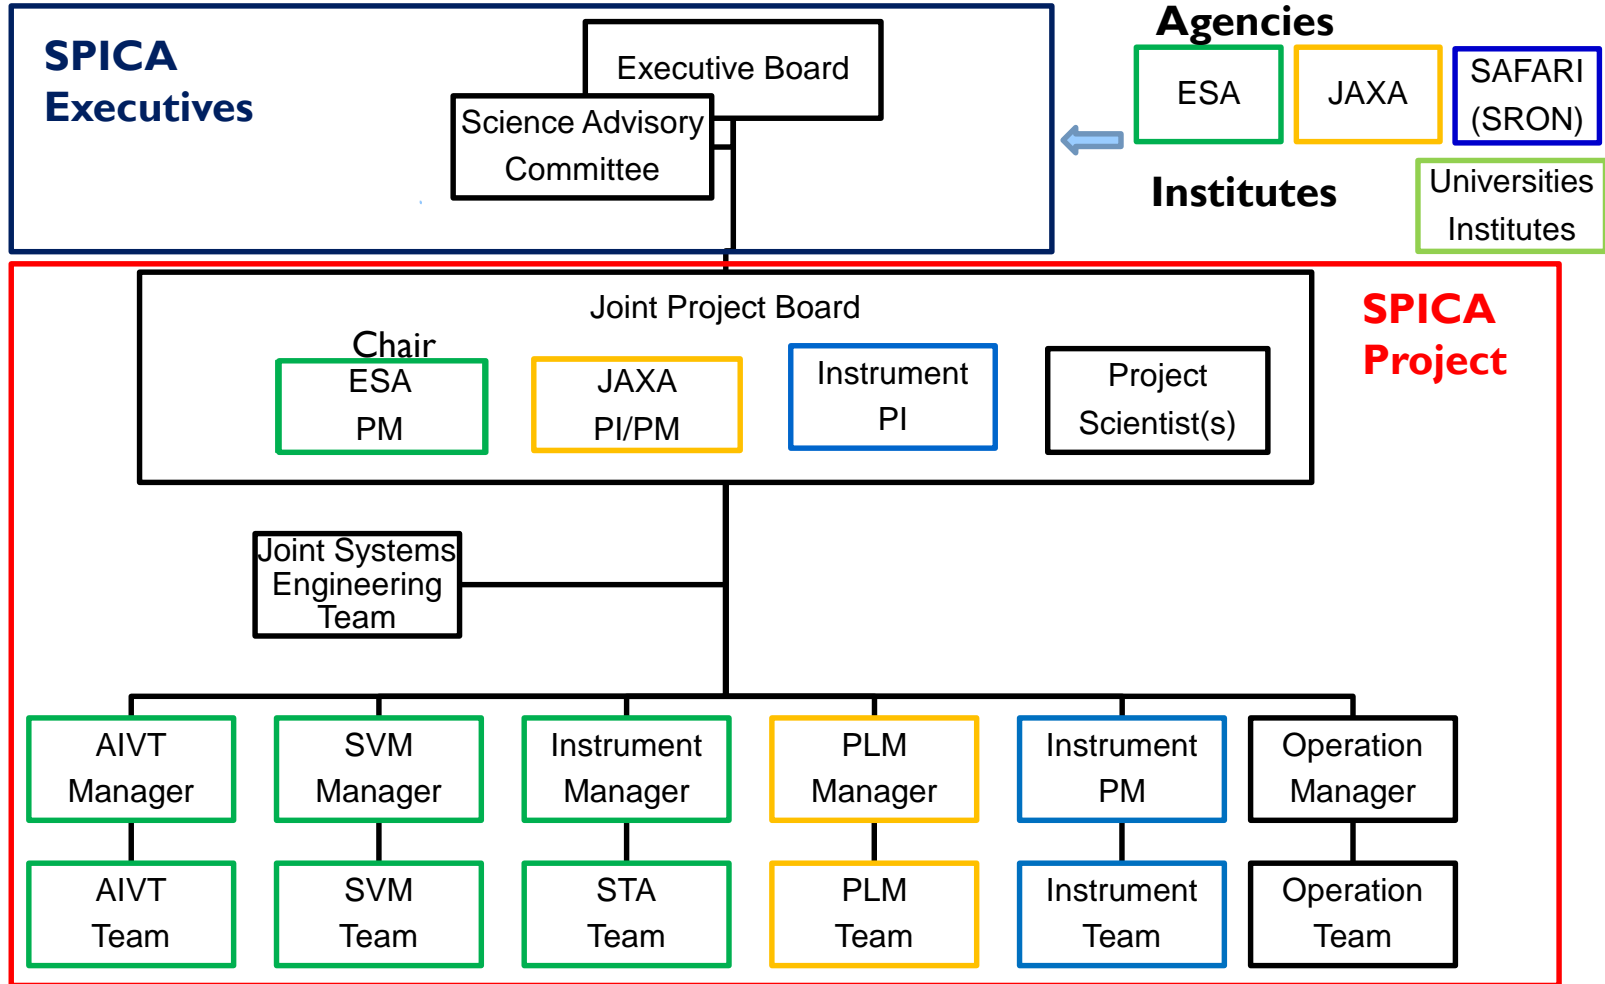 SPICA
Executives
Executive Board
Science Advisory
Committee
Agencies
ESA
JAXA
SAFARI
(SRON)
Institutes
Universities
Institutes
SPICA
Project
Joint Project Board
Chair
ESA
PM
JAXA
PI/PM
Instrument
PI
Project
Scientist(s)
Joint Systems
Engineering
Team
AIVT
Manager
SVM
Manager
Instrument
Manager
PLM
Manager
Instrument
PM
Operation
Manager
AIVT
Team
SVM
Team
STA
Team
PLM
Team
Instrument
Team
Operation
Team